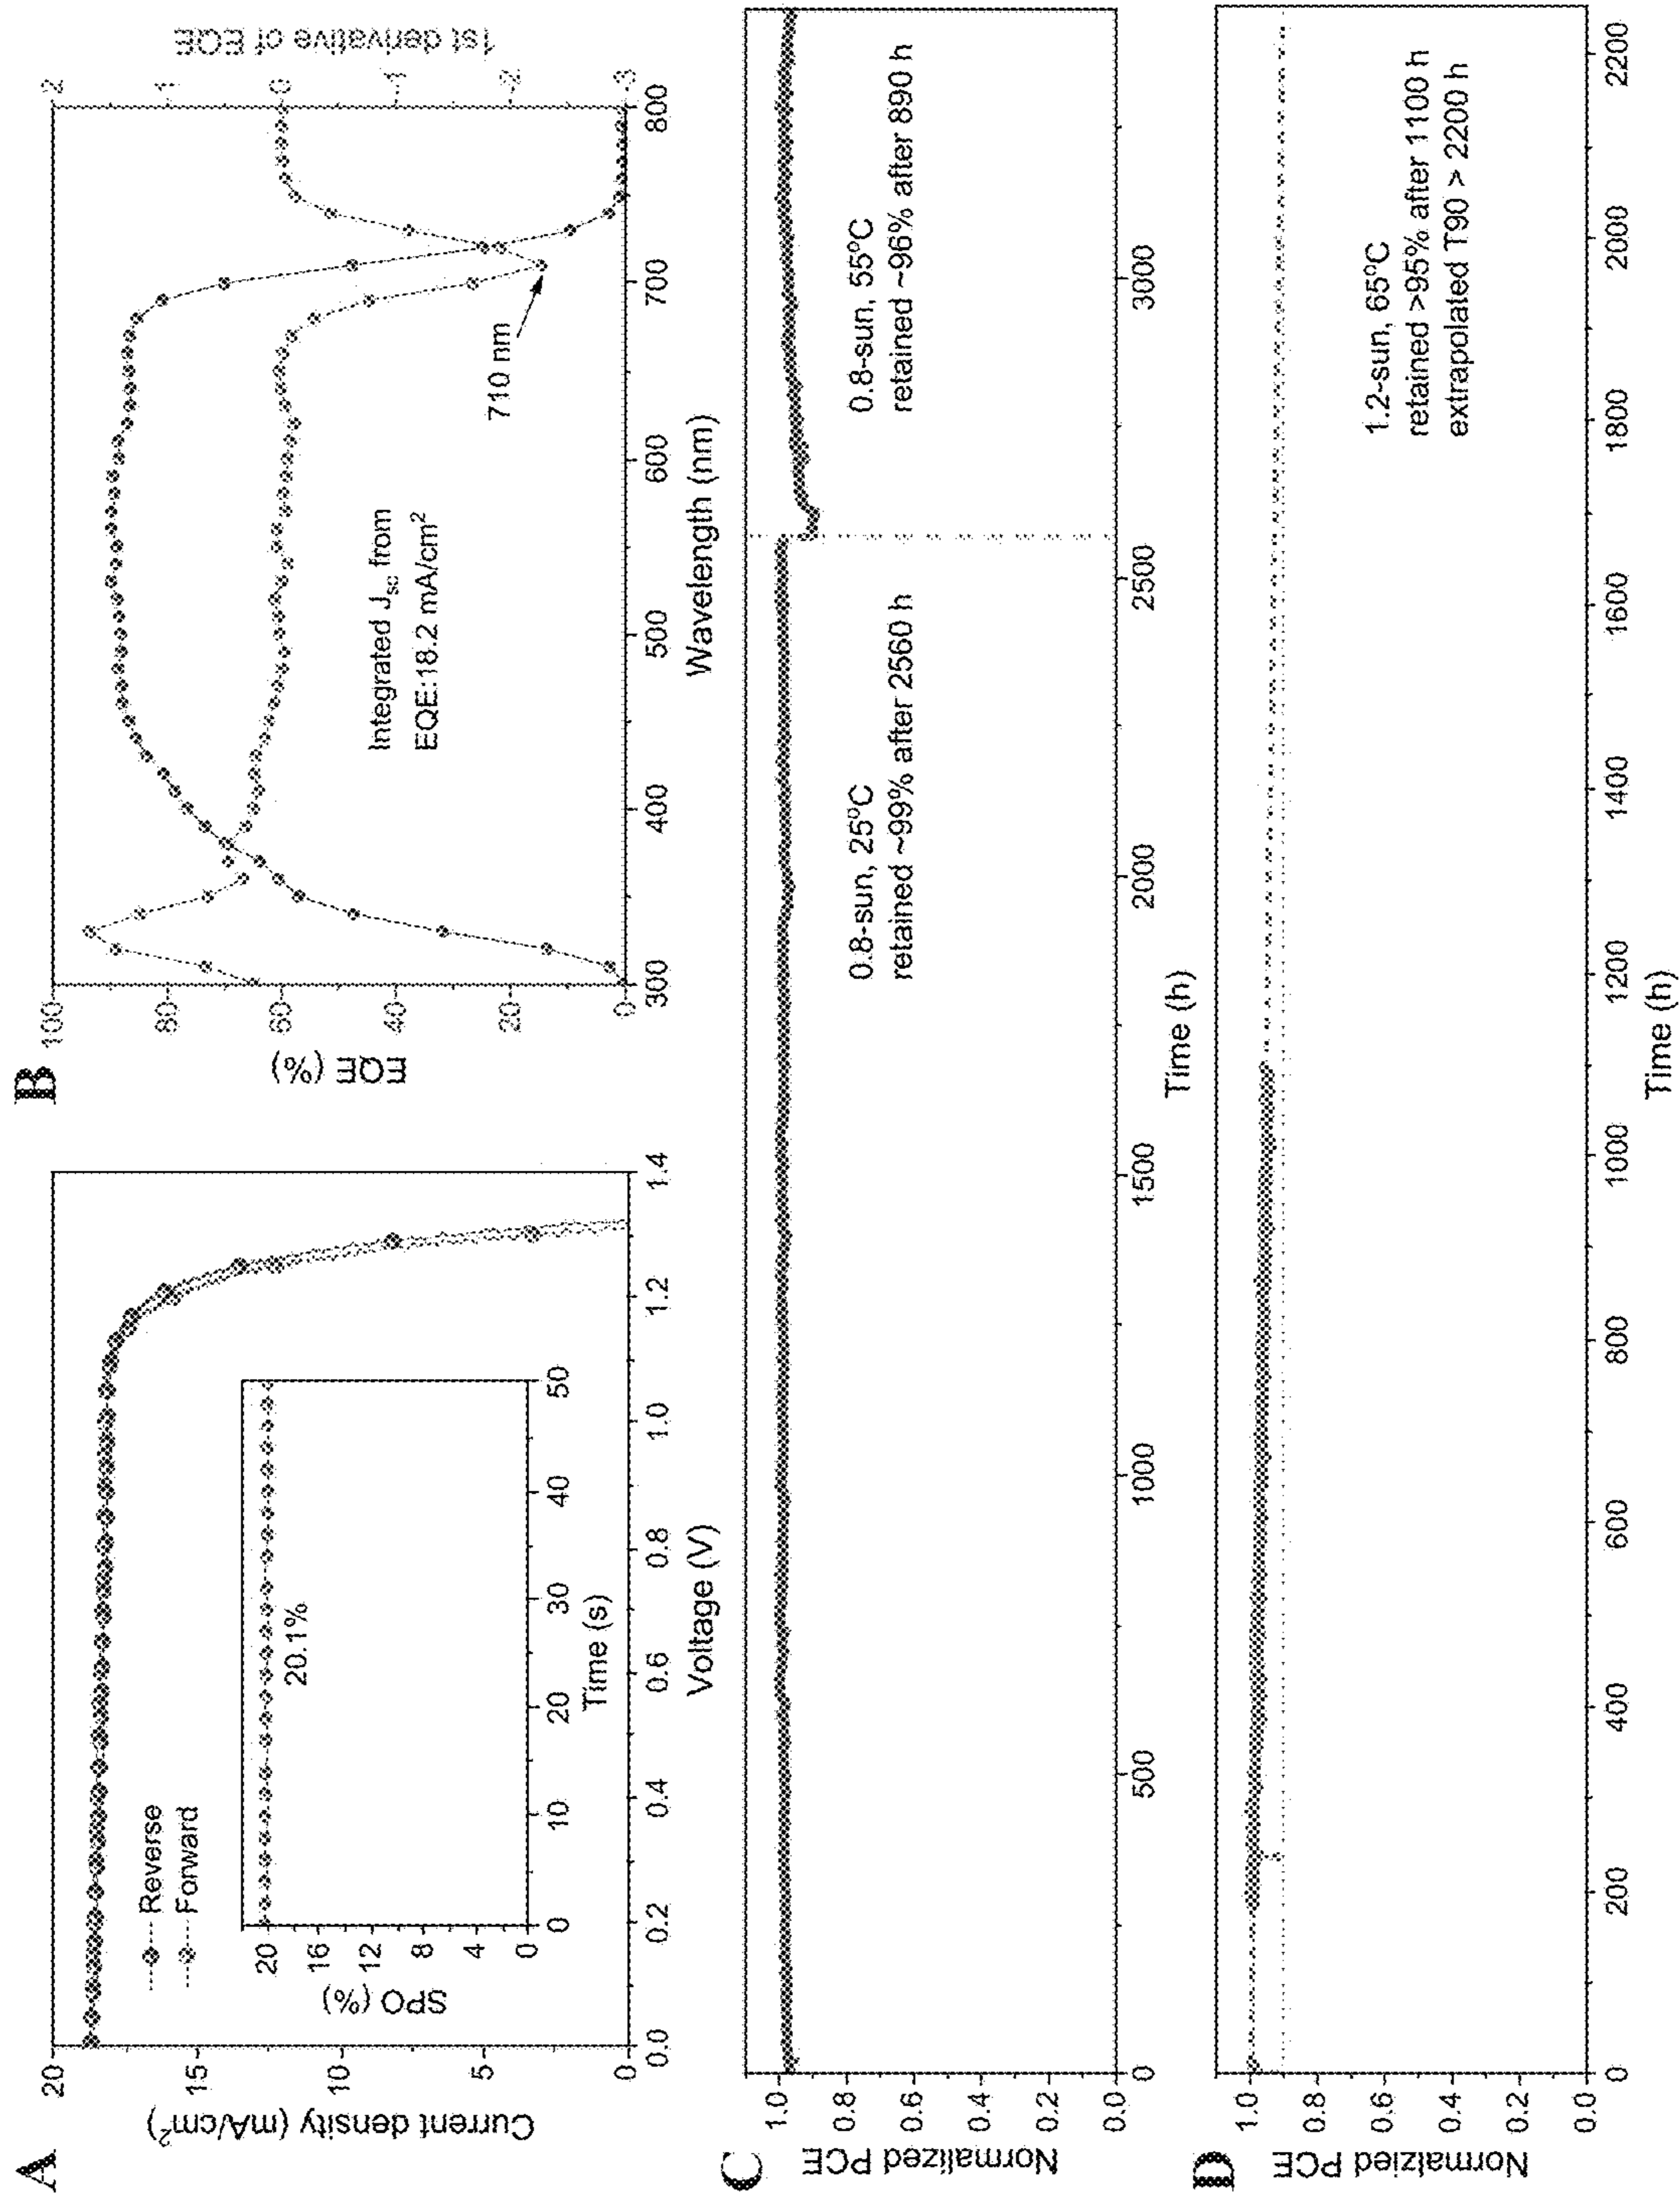 A
Current density (mA/cm²)
20
15
10
5
0
Reverse
Forward
SPO (%)
20
16
12
8
4
0
20.1%
0 10 20 30 40 50
Time (s)
0.0 0.2 0.4 0.6 0.8 1.0 1.2 1.4
Voltage (V)
B
EQE (%)
100
80
60
40
20
0
Integrated Jsc from
EQE:18.2 mA/cm²
710 nm
300 400 500 600 700 800
Wavelength (nm)
2
1
0
-1
-2
-3
1st derivative of EQE
C
Normalized PCE
1.0
0.8
0.6
0.4
0.2
0.0
0.8-sun, 25°C
retained ~99% after 2560 h
0.8-sun, 55°C
retained ~96% after 890 h
0 500 1000 1500 2000 2500 3000
Time (h)
D
Normalzied PCE
1.0
0.8
0.6
0.4
0.2
0.0
1.2-sun, 65°C
retained >95% after 1100 h
extrapolated T90 > 2200 h
0 200 400 600 800 1000 1200 1400 1600 1800 2000 2200
Time (h)